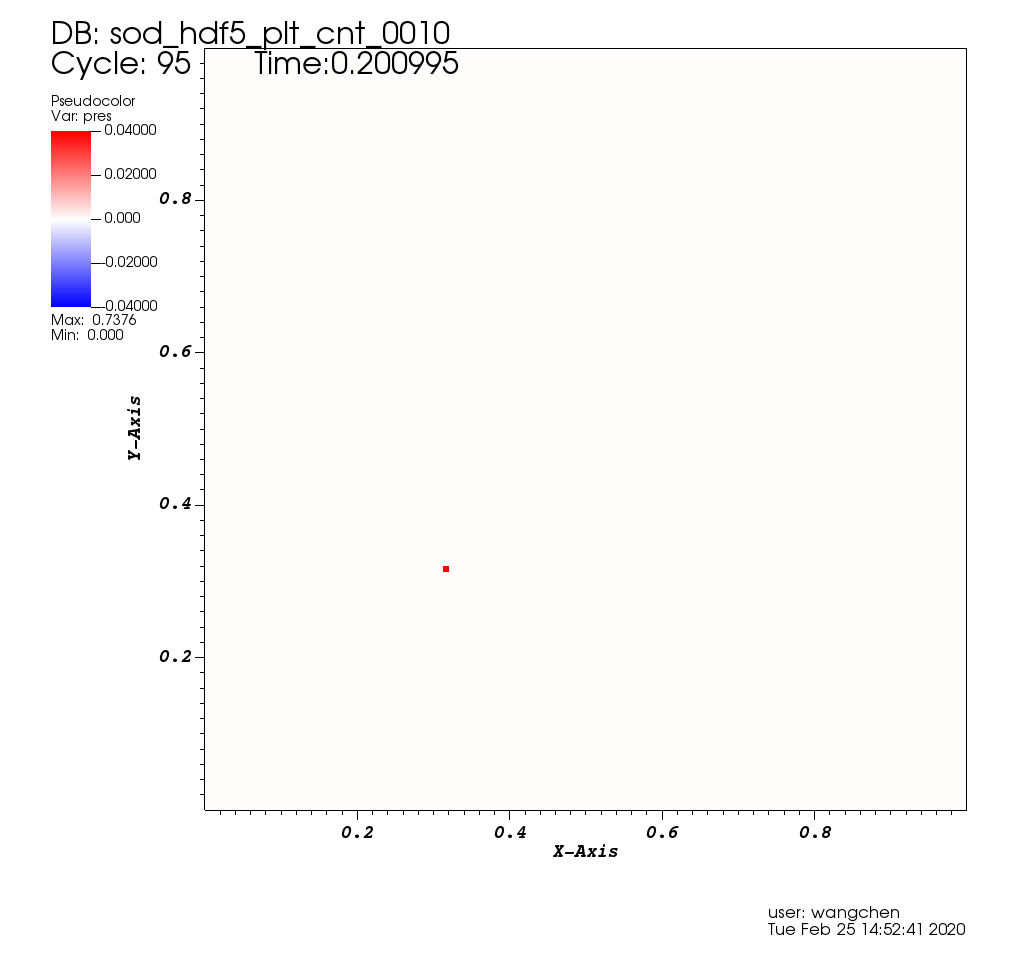 DB: sod_hdf5_plt_cnt_0010
Cycle: 95 Time:0.200995
Pseudocolor
Var: pres
0.04000
0.02000
0.000
-0.02000
-0.04000
Max: 0.7376
Min: 0.000
0.8
0.6
0.4
0.2
Y-Axis
0.2 0.4 0.6 0.8
X-Axis
user: wangchen
Tue Feb 25 14:52:41 2020